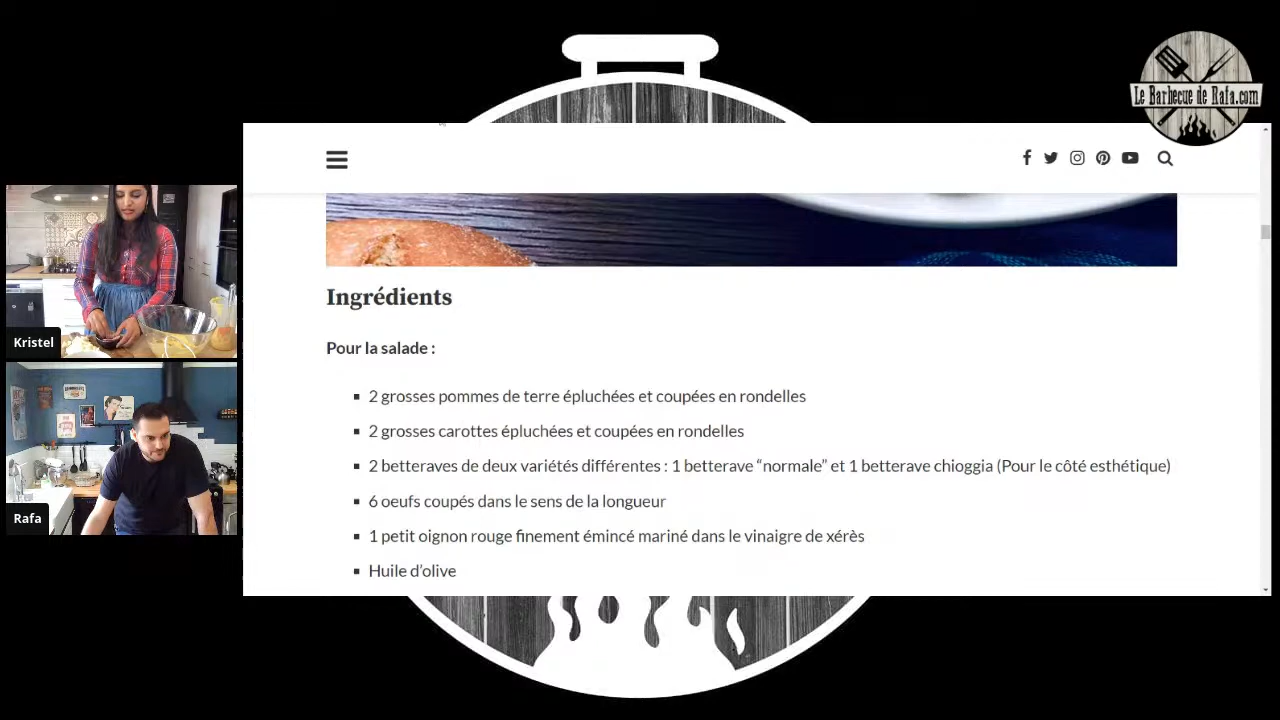 Le Barbecue de Rafa.com
Ingrédients
Pour la salade :
2 grosses pommes de terre épluchées et coupées en rondelles
2 grosses carottes épluchées et coupées en rondelles
2 betteraves de deux variétés différentes : 1 betterave “normale” et 1 betterave chioggia (Pour le côté esthétique)
6 oeufs coupés dans le sens de la longueur
1 petit oignon rouge finement émincé mariné dans le vinaigre de xérès
Huile d’olive
Kristel
Rafa